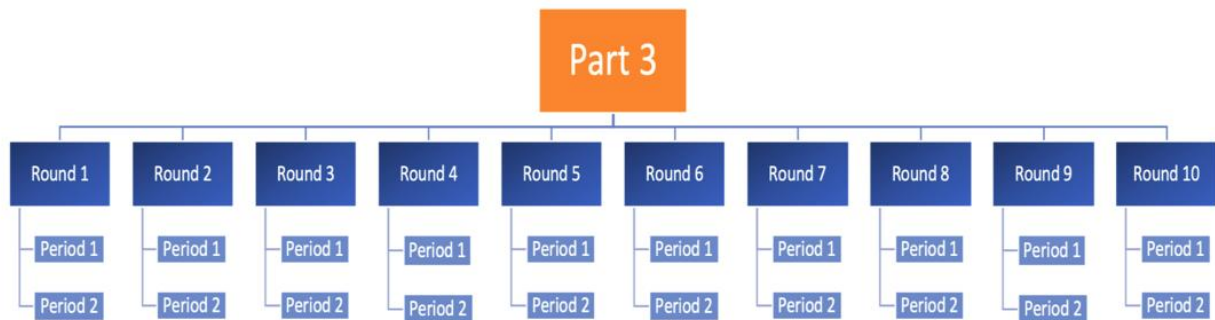 Part 3
Round 1
Round 2
Round 3
Round 4
Round 5
Round 6
Round 7
Round 8
Round 9
Round 10
Period 1
Period 1
Period 1
Period 1
Period 1
Period 1
Period 1
Period 1
Period 1
Period 1
Period 2
Period 2
Period 2
Period 2
Period 2
Period 2
Period 2
Period 2
Period 2
Period 2